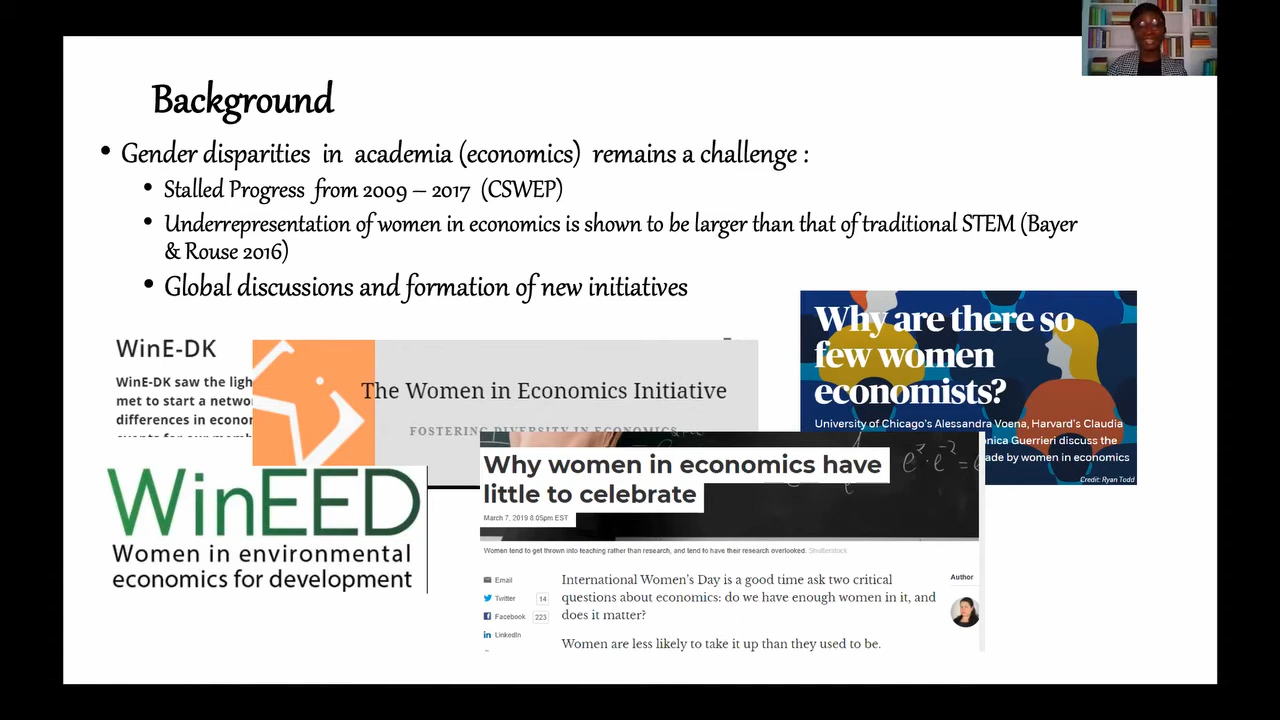 Background
• Gender disparities in academia (economics) remains a challenge :
• Stalled Progress from 2009 – 2017 (CSWEP)
• Underrepresentation of women in economics is shown to be larger than that of traditional STEM (Bayer
& Rouse 2016)
• Global discussions and formation of new initiatives
WinE-DK
WinE-DK saw the ligh
met to start a netwo
differences in econor
The Women in Economics Initiative
FOSTERING DIVERSITY IN ECONOMICS
Why are there so
few women
economists?
University of Chicago's Alessandra Voena, Harvard's Claudia
nica Guerrieri discuss the
ade by women in economics
Credit: Ryan Todd
WinEED
Women in environmental
economics for development
Why women in economics have
little to celebrate
March 7, 2019 8.05pm EST
Women tend to get thrown into teaching rather than research, and tend to have their research overlooked. Shutterstock
Email
Twitter 14
Facebook 223
LinkedIn
International Women's Day is a good time ask two critical
questions about economics: do we have enough women in it, and
does it matter?
Women are less likely to take it up than they used to be.
Author